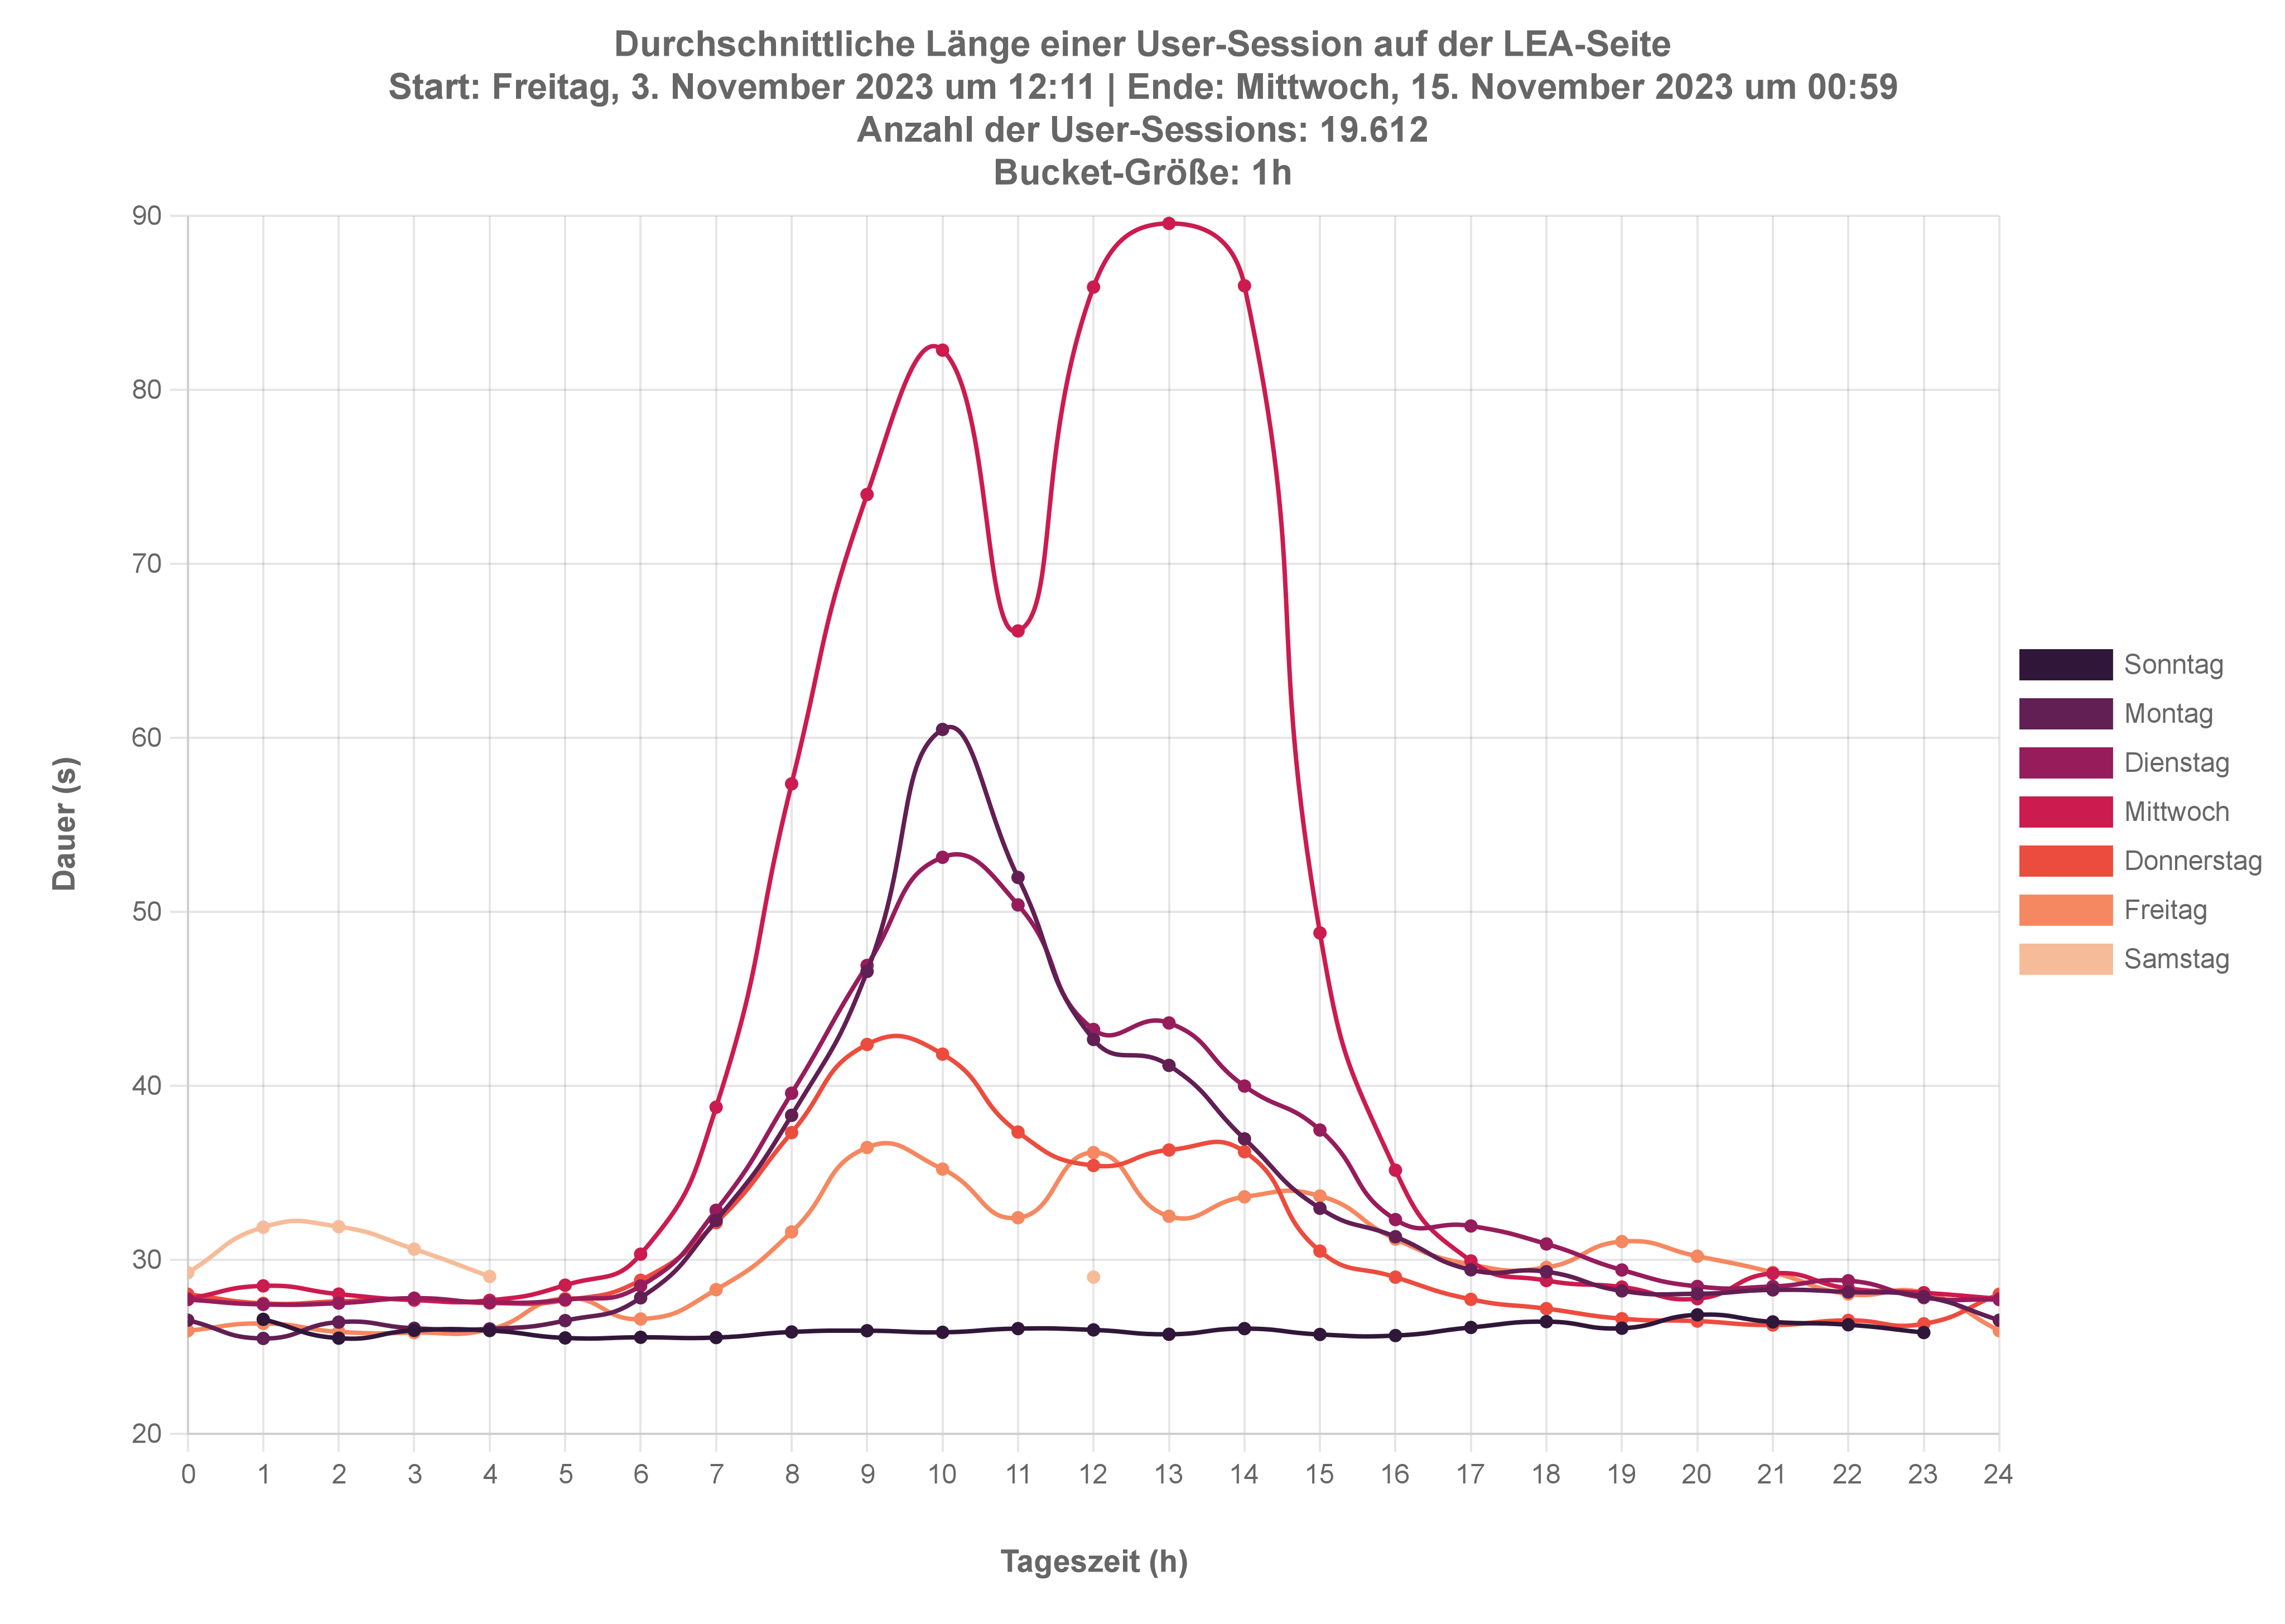 Durchschnittliche Länge einer User-Session auf der LEA-Seite
Start: Freitag, 3. November 2023 um 12:11 | Ende: Mittwoch, 15. November 2023 um 00:59
Anzahl der User-Sessions: 19.612
Bucket-Größe: 1h
90
80
70
60
50
40
30
20
Dauer (s)
0 1 2 3 4 5 6 7 8 9 10 11 12 13 14 15 16 17 18 19 20 21 22 23 24
Tageszeit (h)
Sonntag
Montag
Dienstag
Mittwoch
Donnerstag
Freitag
Samstag